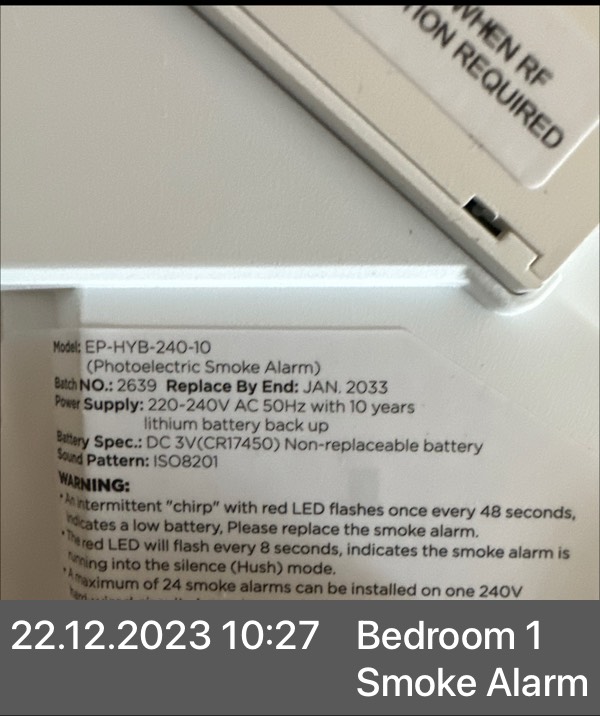 WHEN RF
TION REQUIRED
Model: EP-HYB-240-10
(Photoelectric Smoke Alarm)
Batch NO.: 2639 Replace By End: JAN. 2033
Power Supply: 220-240V AC 50Hz with 10 years
lithium battery back up
Battery Spec.: DC 3V(CR17450) Non-replaceable battery
Sound Pattern: ISO8201
WARNING:
*An intermittent "chirp" with red LED flashes once every 48 seconds,
indicates a low battery, Please replace the smoke alarm.
*The red LED will flash every 8 seconds, indicates the smoke alarm is
running into the silence (Hush) mode.
*A maximum of 24 smoke alarms can be installed on one 240V
22.12.2023 10:27 Bedroom 1
Smoke Alarm